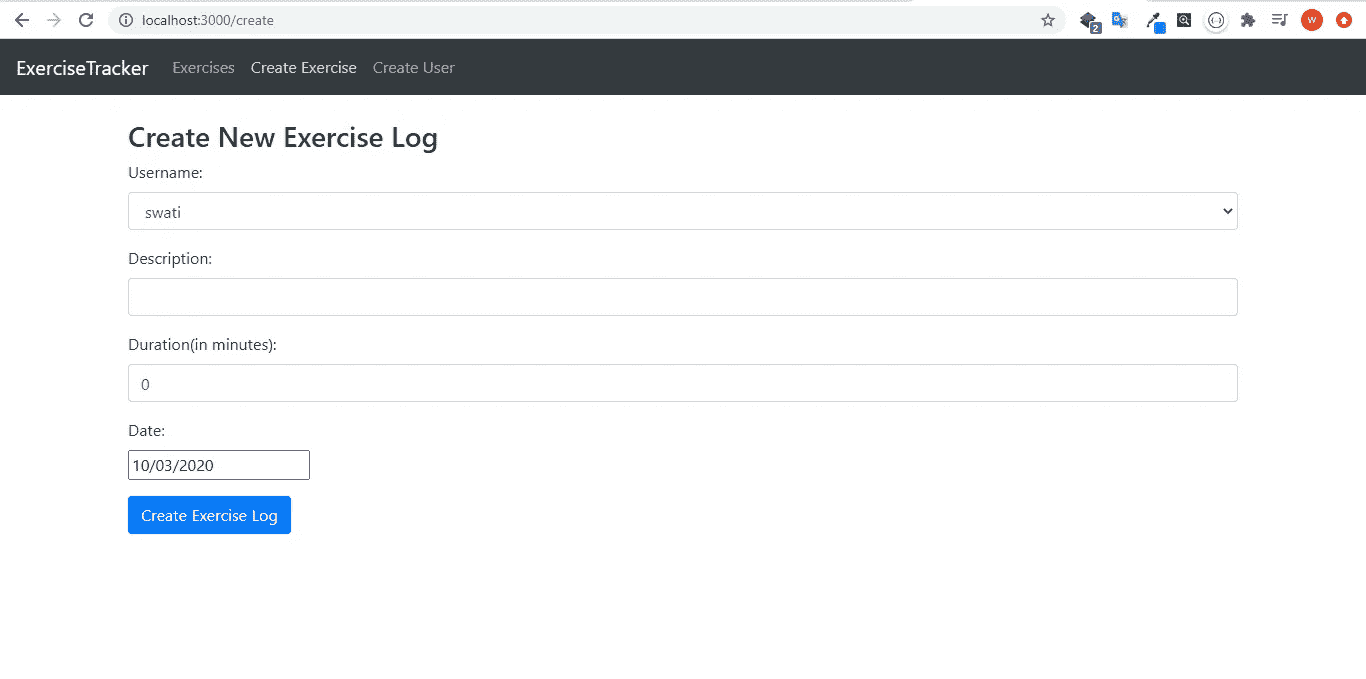 localhost:3000/create
2
G
W
ExerciseTracker Exercises Create Exercise Create User
Create New Exercise Log
Username:
swati
Description:
Duration(in minutes):
0
Date:
10/03/2020
Create Exercise Log